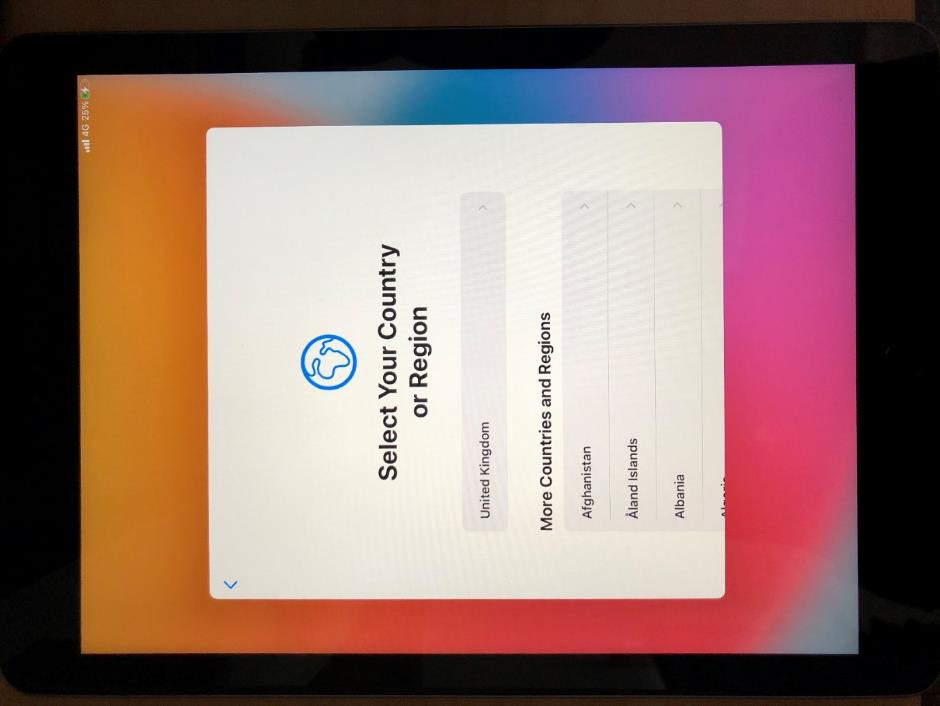 4G 25%
Select Your Country
or Region
United Kingdom
More Countries and Regions
Afghanistan
Åland Islands
Albania